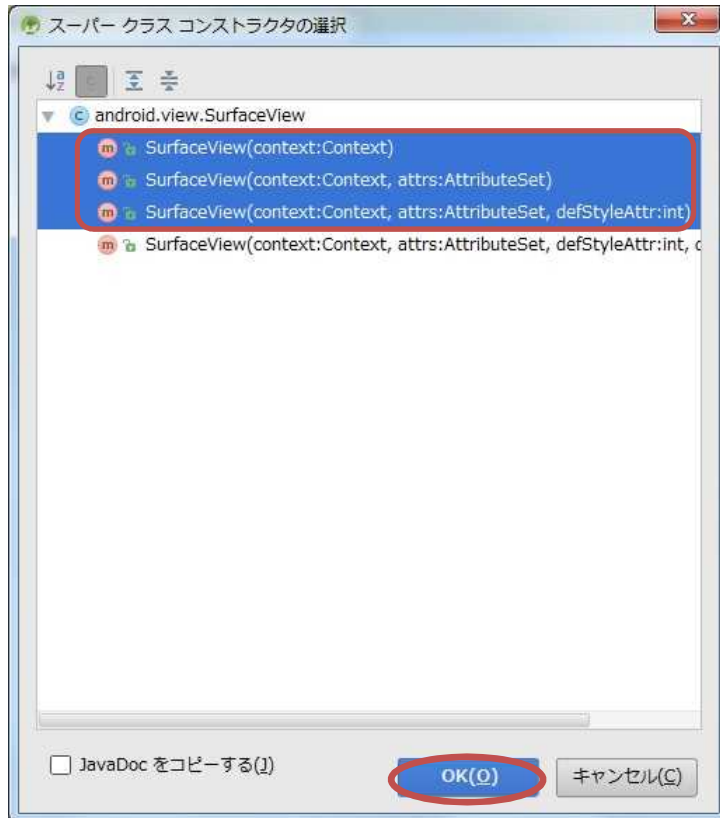 スーパー クラス コンストラクタの選択
android.view.SurfaceView
SurfaceView(context:Context)
SurfaceView(context:Context, attrs:AttributeSet)
SurfaceView(context:Context, attrs:AttributeSet, defStyleAttr:int)
SurfaceView(context:Context, attrs:AttributeSet, defStyleAttr:int,
JavaDoc をコピーする(J)
OK(O)
キャンセル(C)